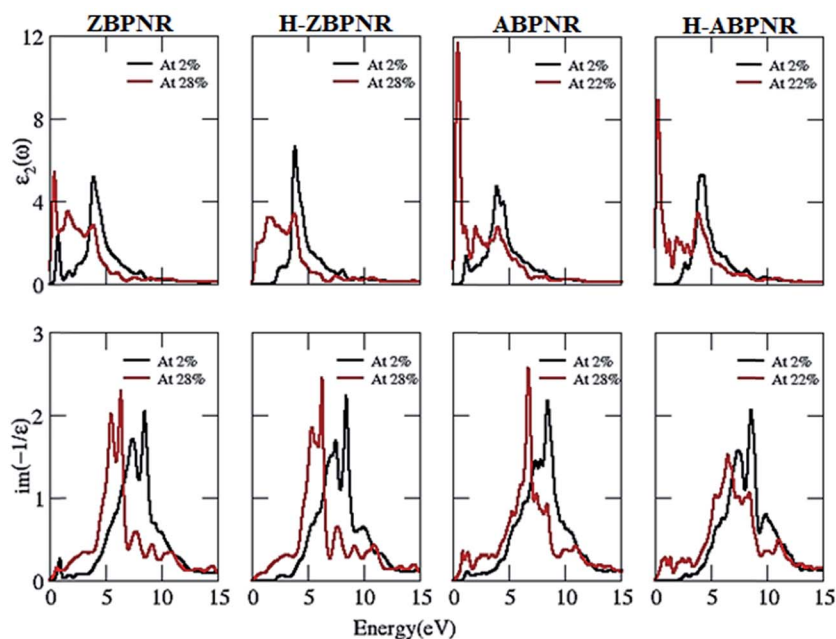 ZBPNR H-ZBPNR ABPNR H-ABPNR
12
8
4
0
ε₂(ω)
At 2%
At 28%
At 2%
At 28%
At 2%
At 22%
At 2%
At 22%
3
2
1
0
im(-1/ε)
At 2%
At 28%
At 2%
At 28%
At 2%
At 28%
At 2%
At 22%
0 5 10 15 0 5 10 15 0 5 10 15 0 5 10 15
Energy(eV)